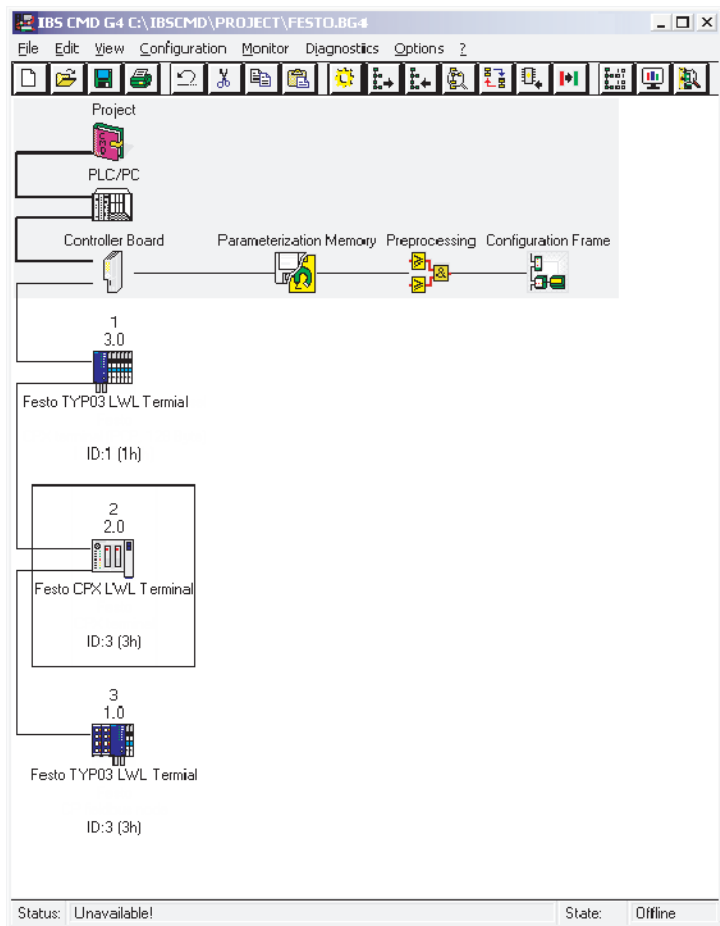 IBS CMD G4 C:\IBSCMD\PROJECT\FESTO.BG4
File Edit View Configuration Monitor Diagnostiics Options ?
Project
PLC/PC
Controller Board Parameterization Memory Preprocessing Configuration Frame
1
3.0
Festo TYP03 LWL Termial
ID:1 (1h)
2
2.0
Festo CPX LWL Terminal
ID:3 (3h)
3
1.0
Festo TYP03 LWL Termial
ID:3 (3h)
Status: Unavailable! State: Offline